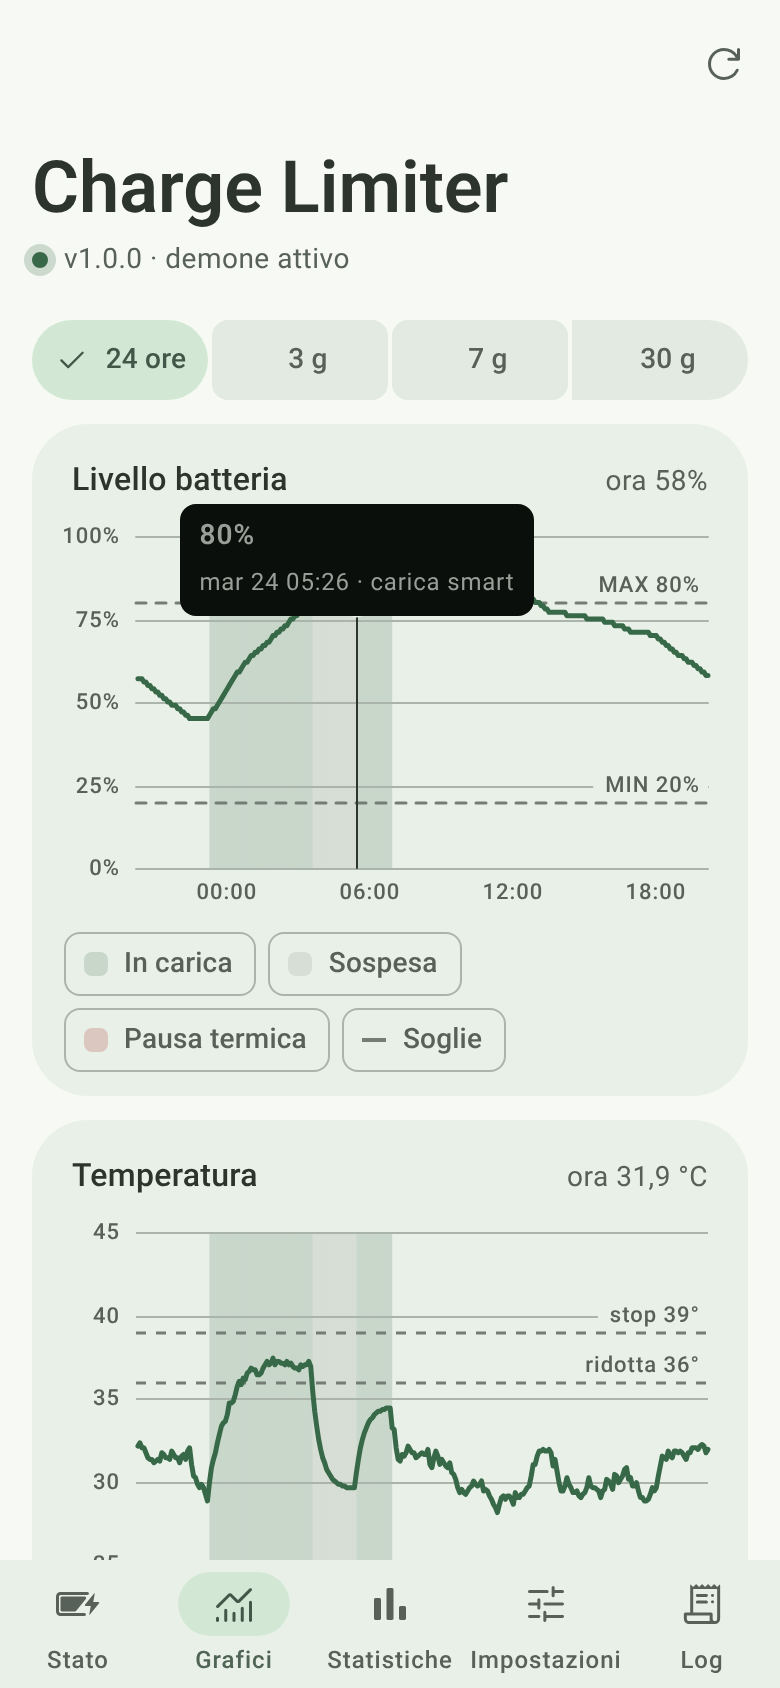 Charge Limiter
v1.0.0 · demone attivo
24 ore
3 g
7 g
30 g
Livello batteria
ora 58%
80%
mar 24 05:26 · carica smart
100%
MAX 80%
75%
50%
25%
MIN 20%
0%
00:00
06:00
12:00
18:00
In carica
Sospesa
Pausa termica
Soglie
Temperatura
ora 31,9 °C
45
40
stop 39°
ridotta 36°
35
30
Stato
Grafici
Statistiche
Impostazioni
Log